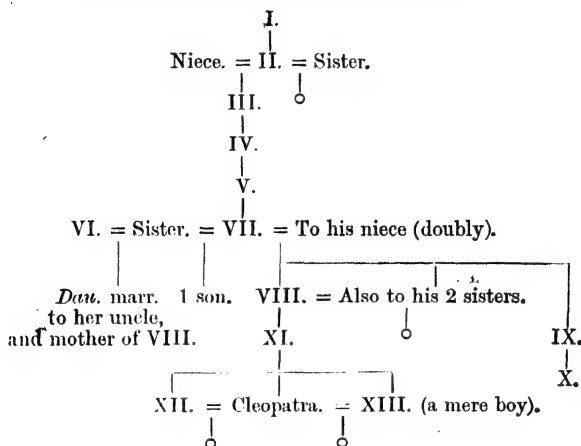 I.
Niece. = II. = Sister.
III.
IV.
V.
VI. = Sister. = VII. = To his niece (doubly).
Dau. marr. 1 son. VIII. = Also to his 2 sisters.
to her uncle,
and mother of VIII. XI. IX.
X.
XII. = Cleopatra. = XIII. (a mere boy).